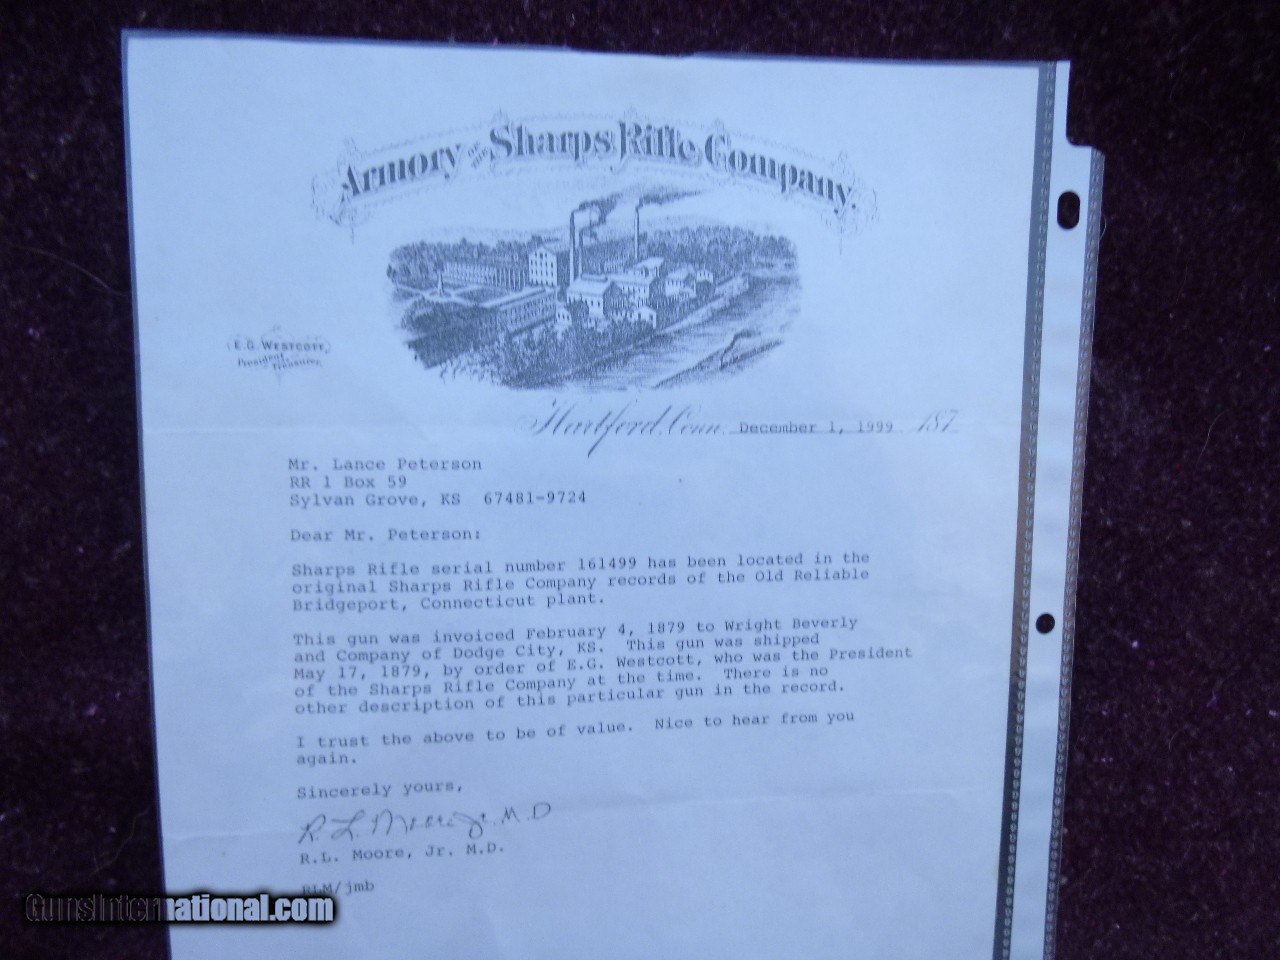 Armory of the Sharps Rifle Company.
E.G. Westcott,
President
Treasurer
Hartford, Conn. December 1, 1999 187
Mr. Lance Peterson
RR 1 Box 59
Sylvan Grove, KS 67481-9724
Dear Mr. Peterson:
Sharps Rifle serial number 161499 has been located in the
original Sharps Rifle Company records of the Old Reliable
Bridgeport, Connecticut plant.
This gun was invoiced February 4, 1879 to Wright Beverly
and Company of Dodge City, KS. This gun was shipped
May 17, 1879, by order of E.G. Westcott, who was the President
of the Sharps Rifle Company at the time. There is no
other description of this particular gun in the record.
I trust the above to be of value. Nice to hear from you
again.
Sincerely yours,
R. L. Moore Jr. M.D
R.L. Moore, Jr. M.D.
RLM/jmb
GunsInternational.com